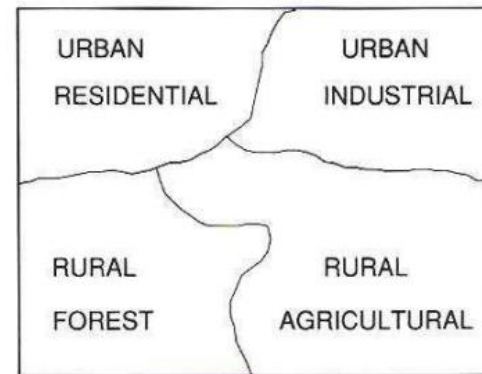 URBAN
RESIDENTIAL
URBAN
INDUSTRIAL
RURAL
FOREST
RURAL
AGRICULTURAL